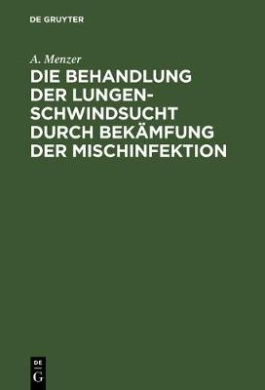 DE GRUYTER
A. Menzer
DIE BEHANDLUNG
DER LUNGEN-
SCHWINDSUCHT
DURCH BEKÄMFUNG
DER MISCHINFEKTION
DE
G